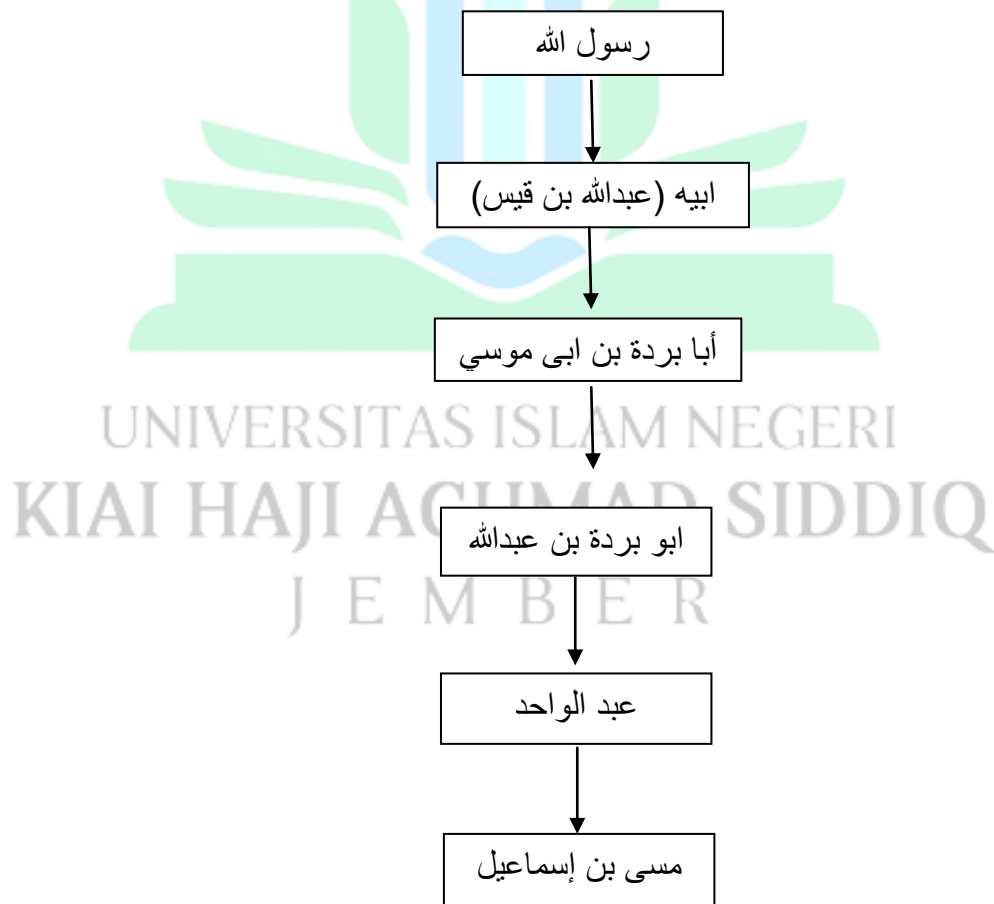 رسول الله
ابيه (عبدالله بن قيس)
أبا بردة بن ابى موسي
UNIVERSITAS ISLAM NEGERI
KIAI HAJI ACHMAD SIDDIQ
ابو بردة بن عبدالله
J E M B E R
عبد الواحد
مسى بن إسماعيل